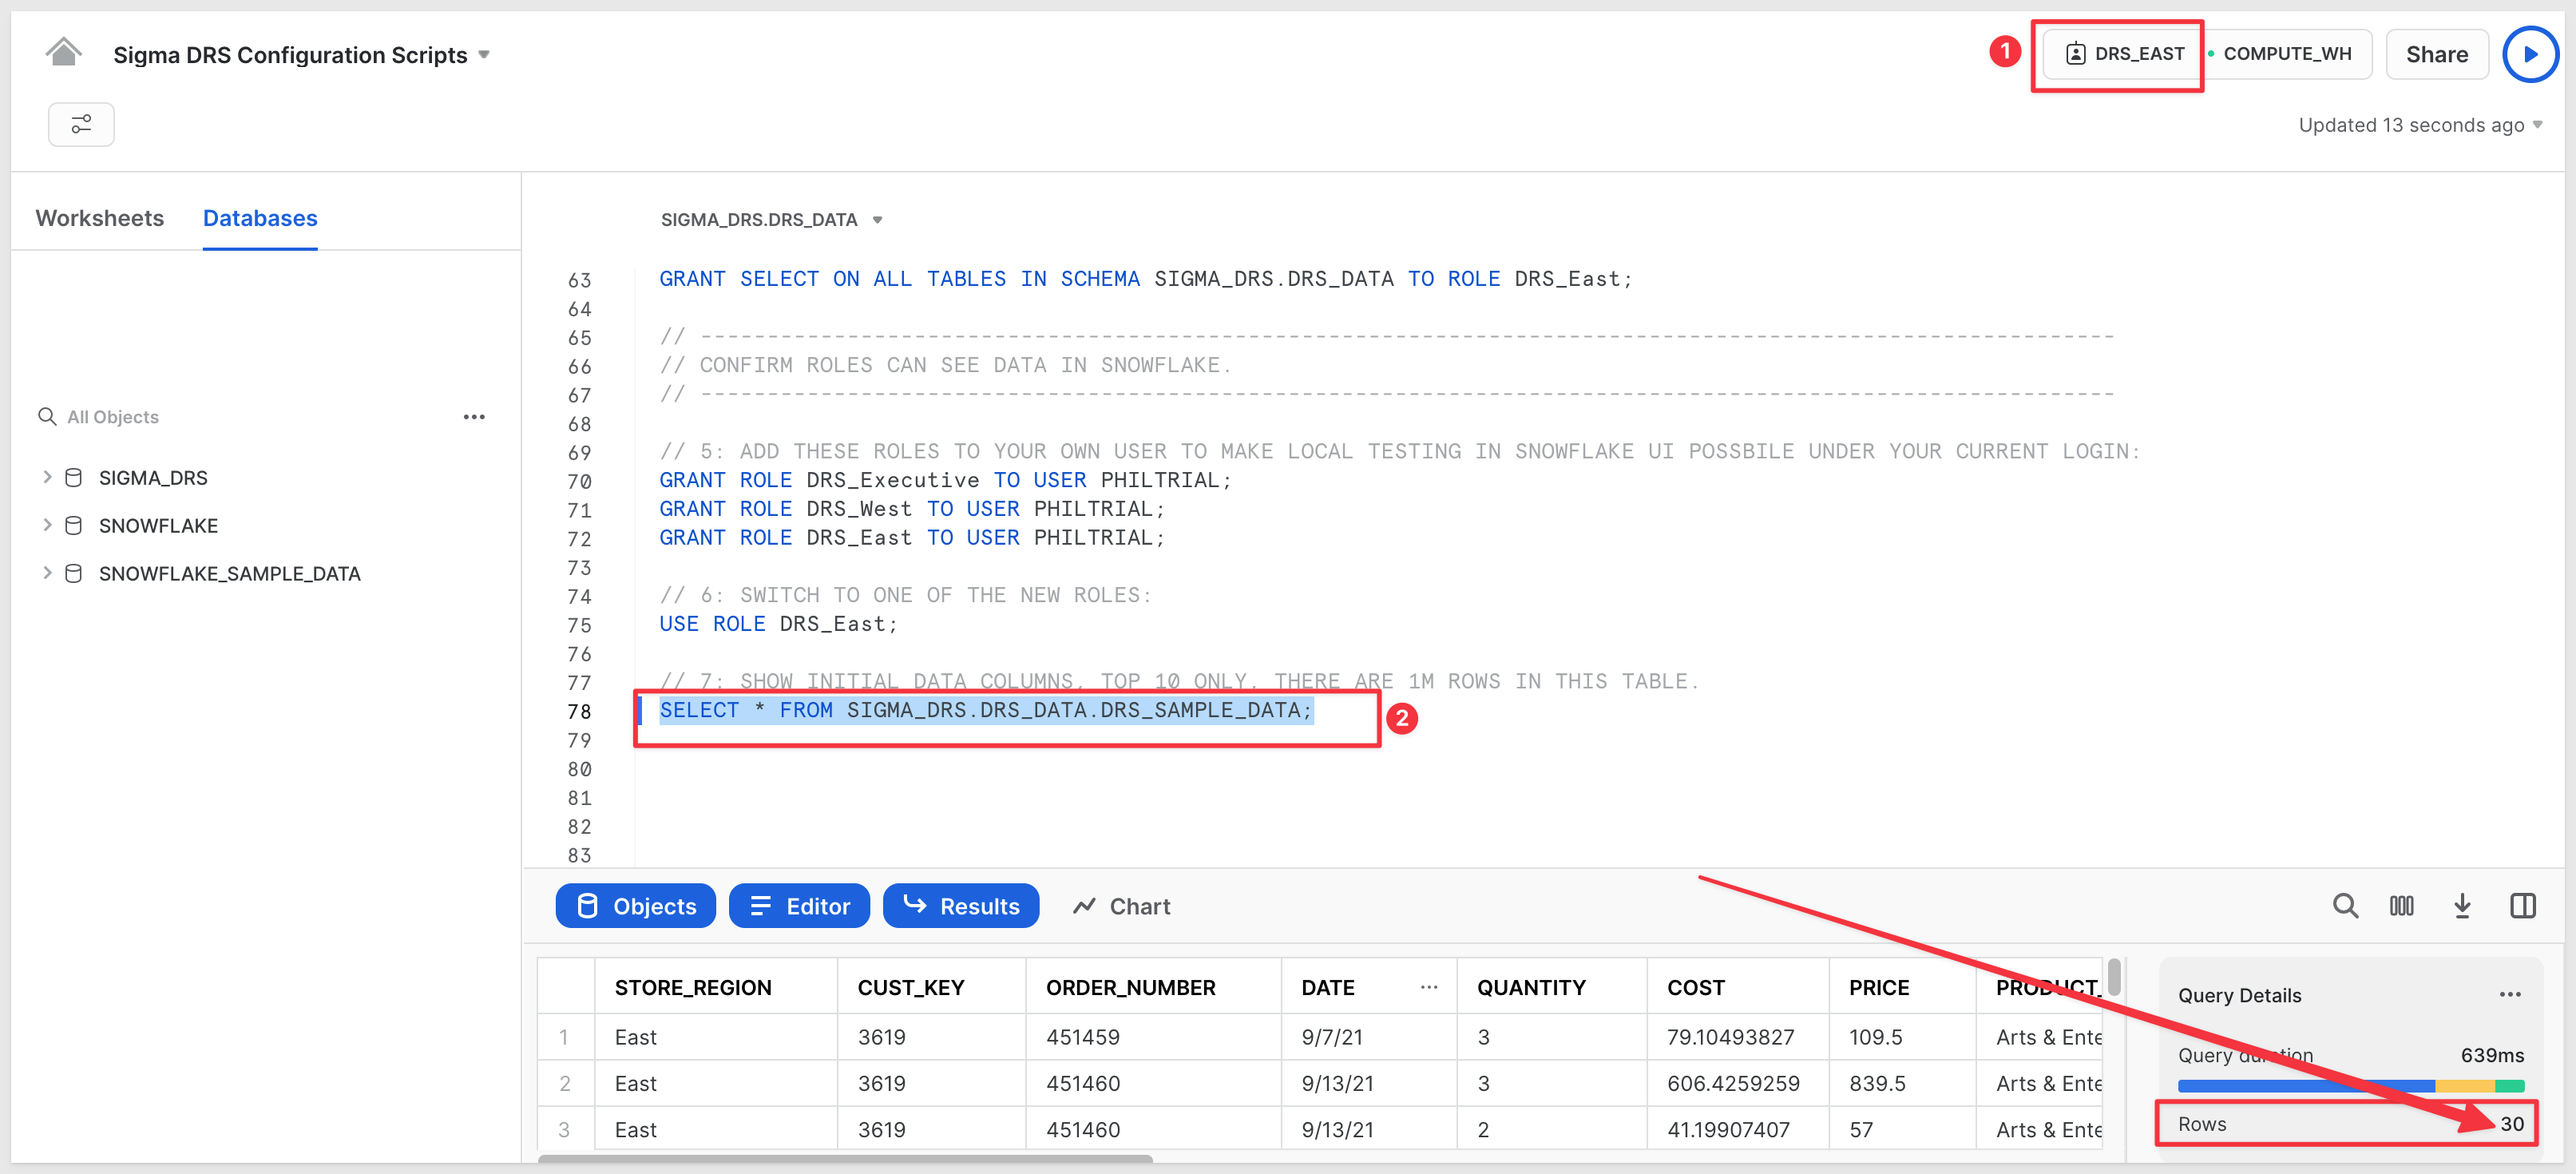 Sigma DRS Configuration Scripts
1
DRS_EAST
COMPUTE_WH
Share
Updated 13 seconds ago
Worksheets
Databases
SIGMA_DRS.DRS_DATA
All Objects
SIGMA_DRS
SNOWFLAKE
SNOWFLAKE_SAMPLE_DATA
63 GRANT SELECT ON ALL TABLES IN SCHEMA SIGMA_DRS.DRS_DATA TO ROLE DRS_East;
64
65 // ----------------------------------------------------------------------------------------------------------
66 // CONFIRM ROLES CAN SEE DATA IN SNOWFLAKE.
67 // ----------------------------------------------------------------------------------------------------------
68
69 // 5: ADD THESE ROLES TO YOUR OWN USER TO MAKE LOCAL TESTING IN SNOWFLAKE UI POSSBILE UNDER YOUR CURRENT LOGIN:
70 GRANT ROLE DRS_Executive TO USER PHILTRIAL;
71 GRANT ROLE DRS_West TO USER PHILTRIAL;
72 GRANT ROLE DRS_East TO USER PHILTRIAL;
73
74 // 6: SWITCH TO ONE OF THE NEW ROLES:
75 USE ROLE DRS_East;
76
77 // 7: SHOW INITIAL DATA COLUMNS, TOP 10 ONLY. THERE ARE 1M ROWS IN THIS TABLE.
78 SELECT * FROM SIGMA_DRS.DRS_DATA.DRS_SAMPLE_DATA;
2
79
80
81
82
83
Objects
Editor
Results
Chart
STORE_REGION CUST_KEY ORDER_NUMBER DATE ... QUANTITY COST PRICE PRODUCT_
1 East 3619 451459 9/7/21 3 79.10493827 109.5 Arts & Ente
2 East 3619 451460 9/13/21 3 606.4259259 839.5 Arts & Ente
3 East 3619 451460 9/13/21 2 41.19907407 57 Arts & Ente
Query Details
Query duration 639ms
Rows 30